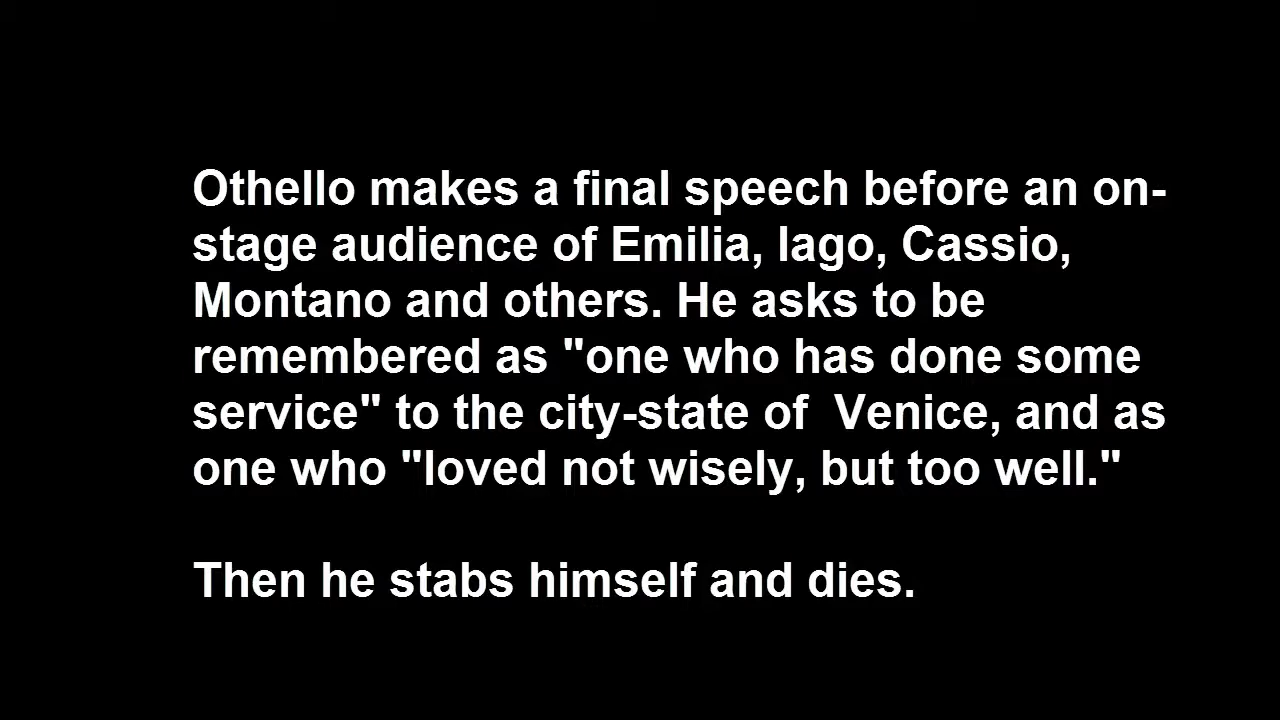 Othello makes a final speech before an on-
stage audience of Emilia, Iago, Cassio,
Montano and others. He asks to be
remembered as "one who has done some
service" to the city-state of  Venice, and as
one who "loved not wisely, but too well."
Then he stabs himself and dies.